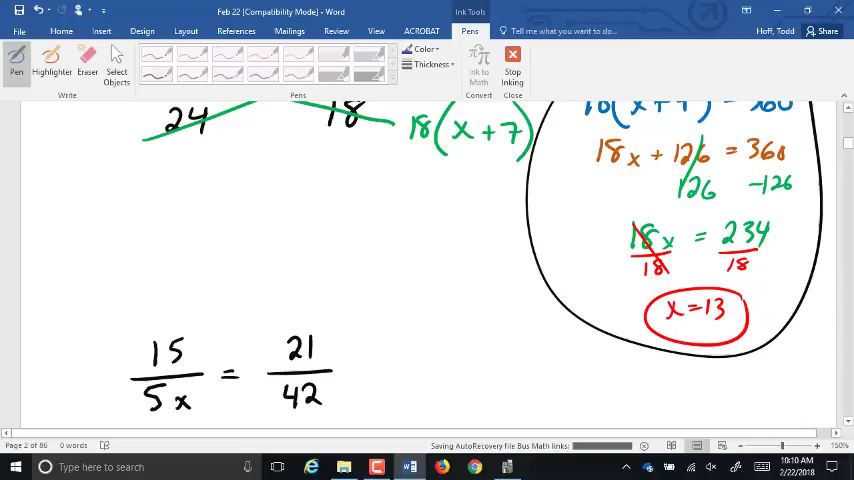 Feb 22 [Compatibility Mode] - Word
Ink Tools
Hoff, Todd
File Home Insert Design Layout References Mailings Review View ACROBAT Pens Tell me what you want to do... Share
Pen Highlighter Eraser Select Objects
Color
Thickness
Ink to Math
Stop Inking
Write Pens Convert Close
24 18 18(x+7)
18(x+7) = 360
18x + 126 = 360
126 -126
18x = 234
18 18
x = 13
15 = 21
5x 42
Page 2 of 86 0 words Saving AutoRecovery file Bus Math links: 150%
Type here to search
10:10 AM
2/22/2018